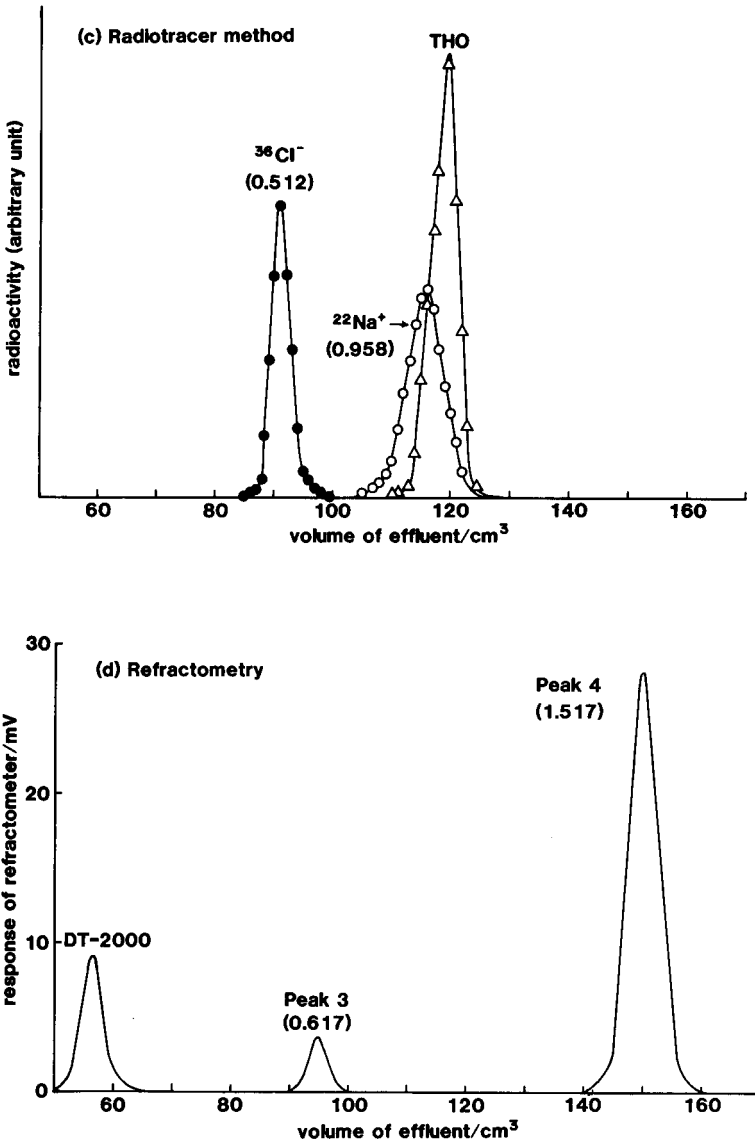 (c) Radiotracer method
THO
³⁶Cl⁻
(0.512)
²²Na⁺
(0.958)
radioactivity (arbitrary unit)
60 80 100 120 140 160
volume of effluent/cm³
(d) Refractometry
30
20
10
0
response of refractometer/mV
Peak 4
(1.517)
DT-2000
Peak 3
(0.617)
60 80 100 120 140 160
volume of effluent/cm³